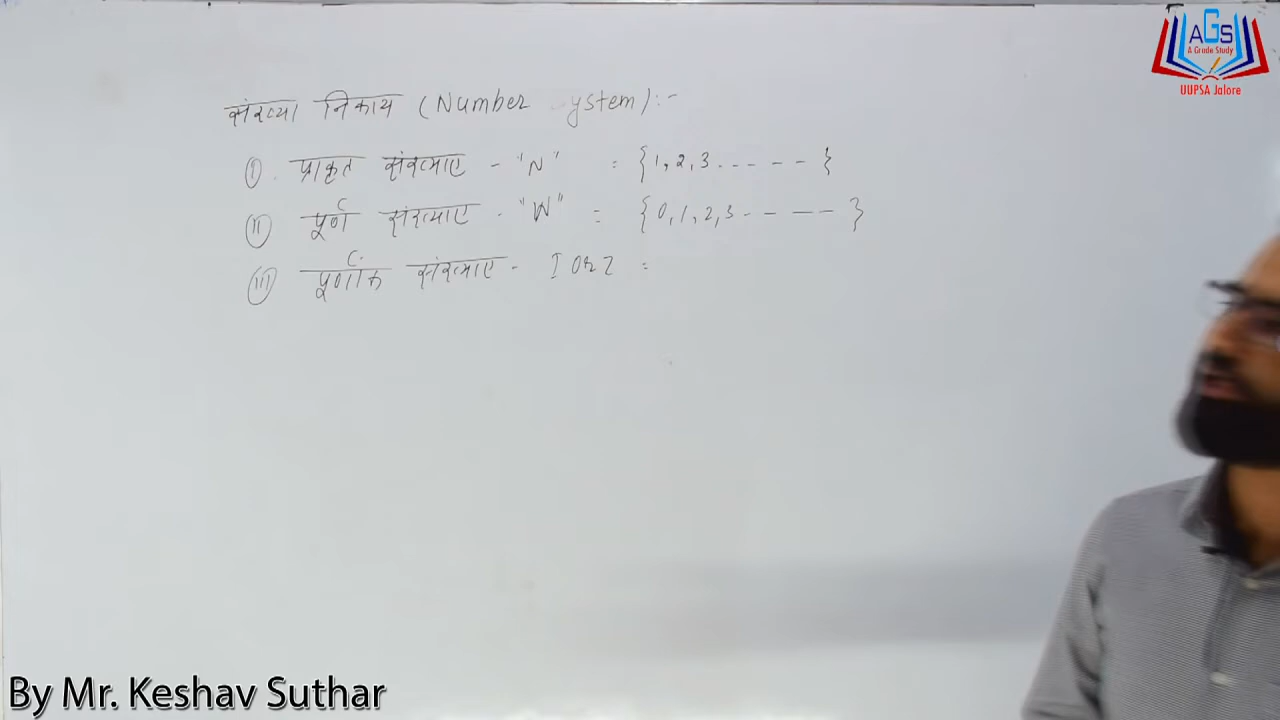 AGS
A Grade Study
UUPSA Jalore
संख्या निकाय (Number ystem):-
(I) प्राकृत संख्याए - "N" = {1, 2, 3 ..----}
(II) पूर्ण संख्याए - "W" = {0, 1, 2, 3 -----}
(III) पूर्णांक संख्याए - I Or Z =
By Mr. Keshav Suthar